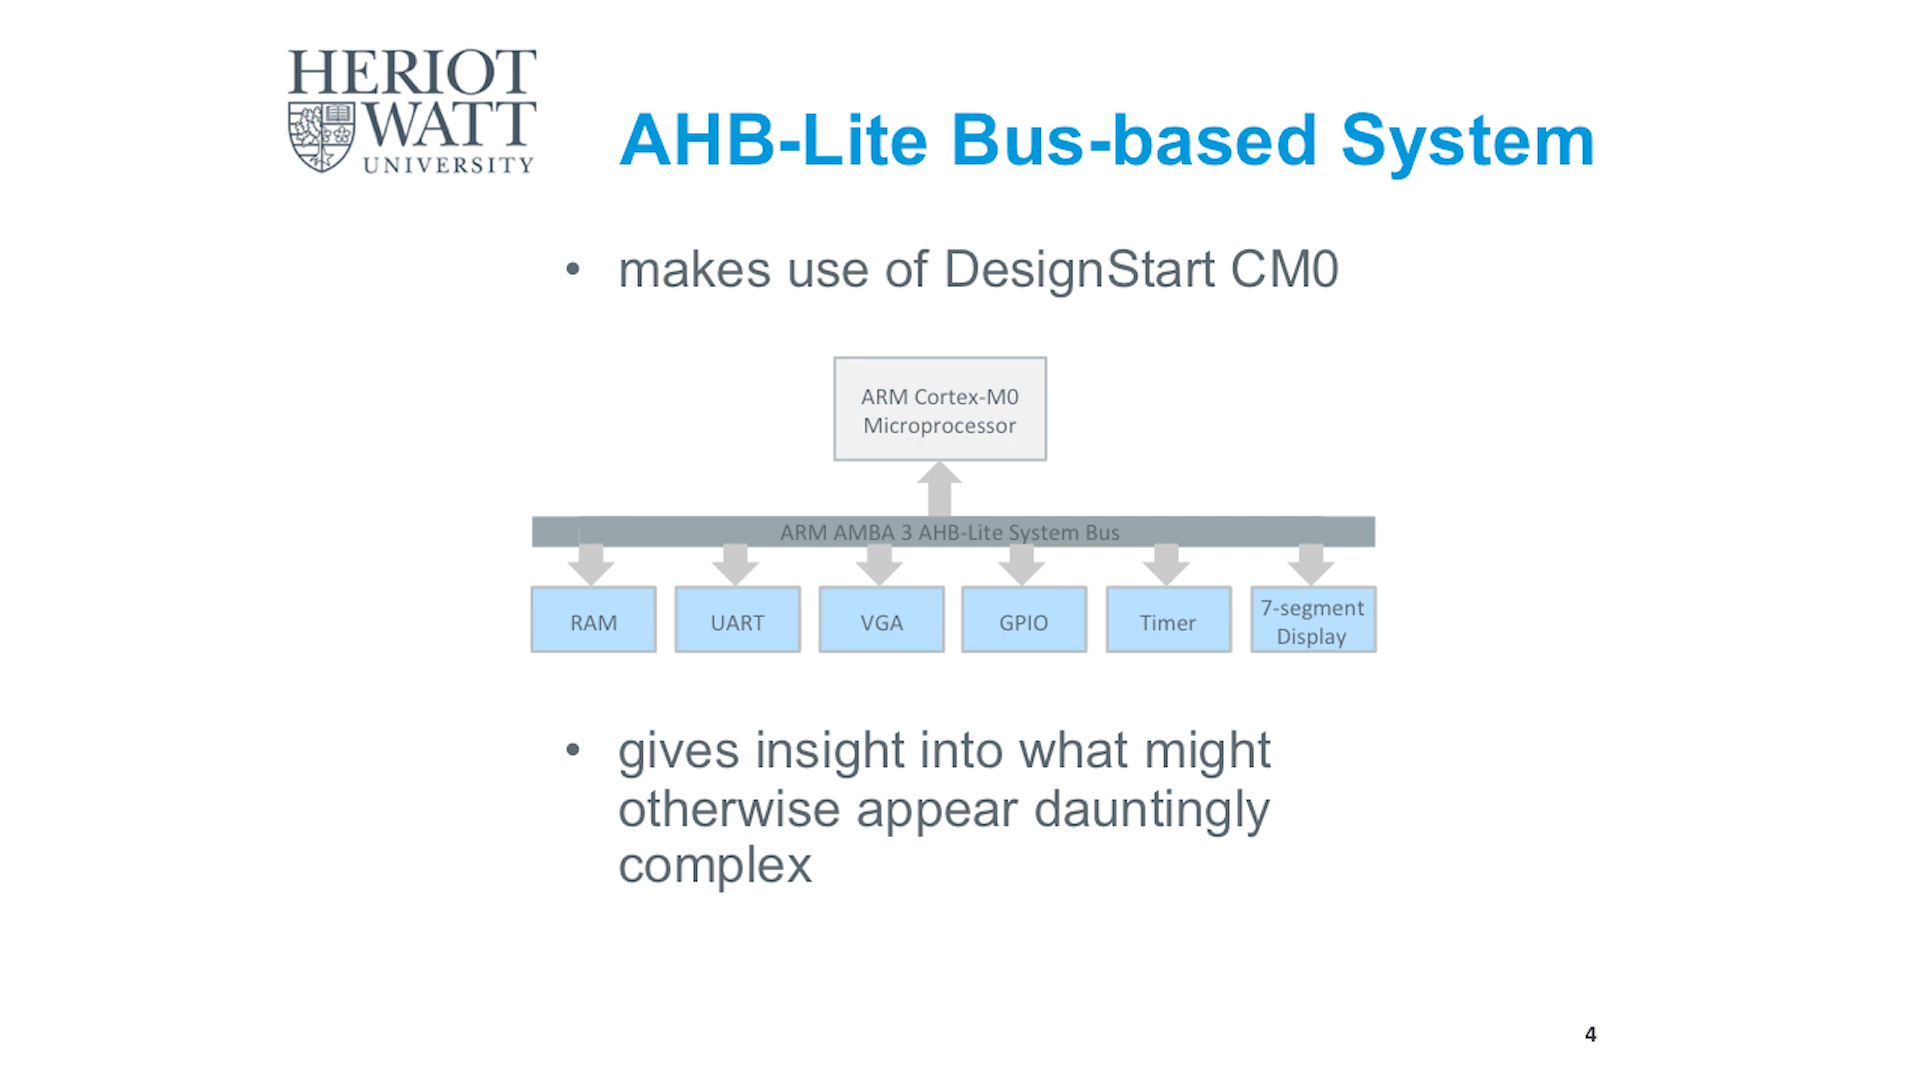 HERIOT
WATT
UNIVERSITY
AHB-Lite Bus-based System
• makes use of DesignStart CM0
ARM Cortex-M0
Microprocessor
ARM AMBA 3 AHB-Lite System Bus
RAM
UART
VGA
GPIO
Timer
7-segment
Display
• gives insight into what might
otherwise appear dauntingly
complex
4